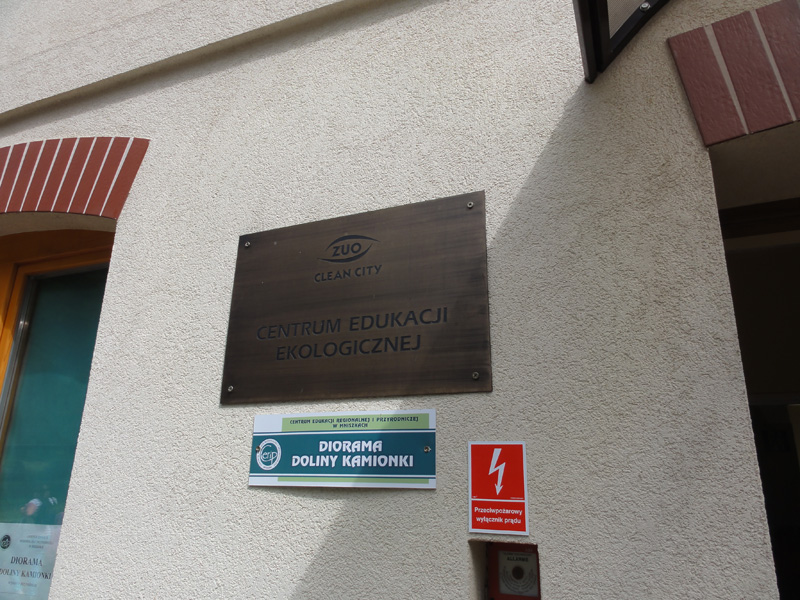 ZUO
CLEAN CITY
CENTRUM EDUKACJI
EKOLOGICZNEJ
CENTRUM EDUKACJI REGIONALNEJ I PRZYRODNICZEJ
W MNISZKACH
DIORAMA
DOLINY KAMIONKI
Przeciwpożarowy
wyłącznik prądu
DIORAMA
DOLINY KAMIONKI